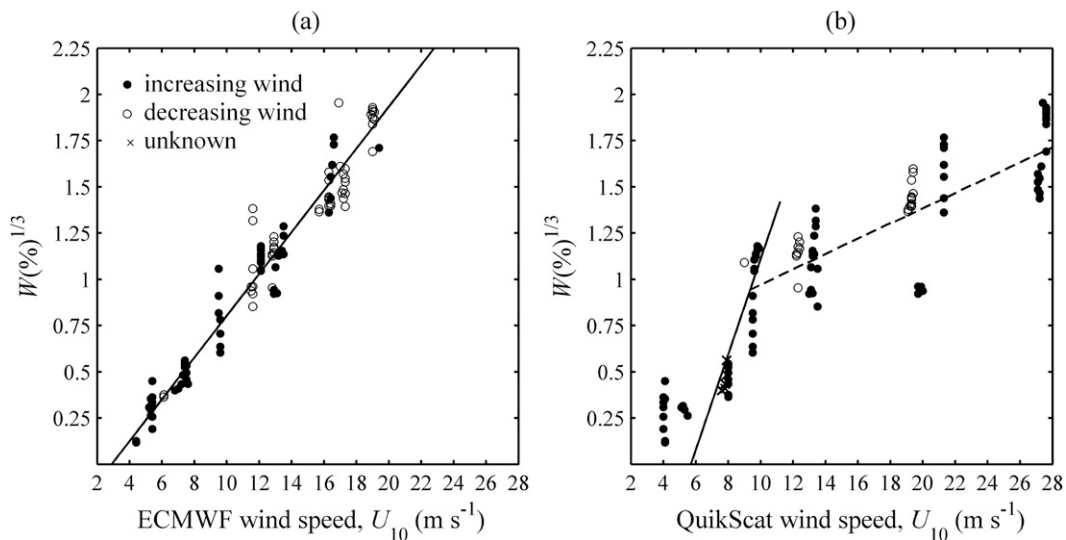 (a)
2.25
2
1.75
1.5
1.25
1
0.75
0.5
0.25
W(%)^{1/3}
increasing wind
decreasing wind
unknown
2 4 6 8 10 12 14 16 18 20 22 24 26 28
ECMWF wind speed, U_{10} (m s^{-1})
(b)
2.25
2
1.75
1.5
1.25
1
0.75
0.5
0.25
W(%)^{1/3}
2 4 6 8 10 12 14 16 18 20 22 24 26 28
QuikScat wind speed, U_{10} (m s^{-1})